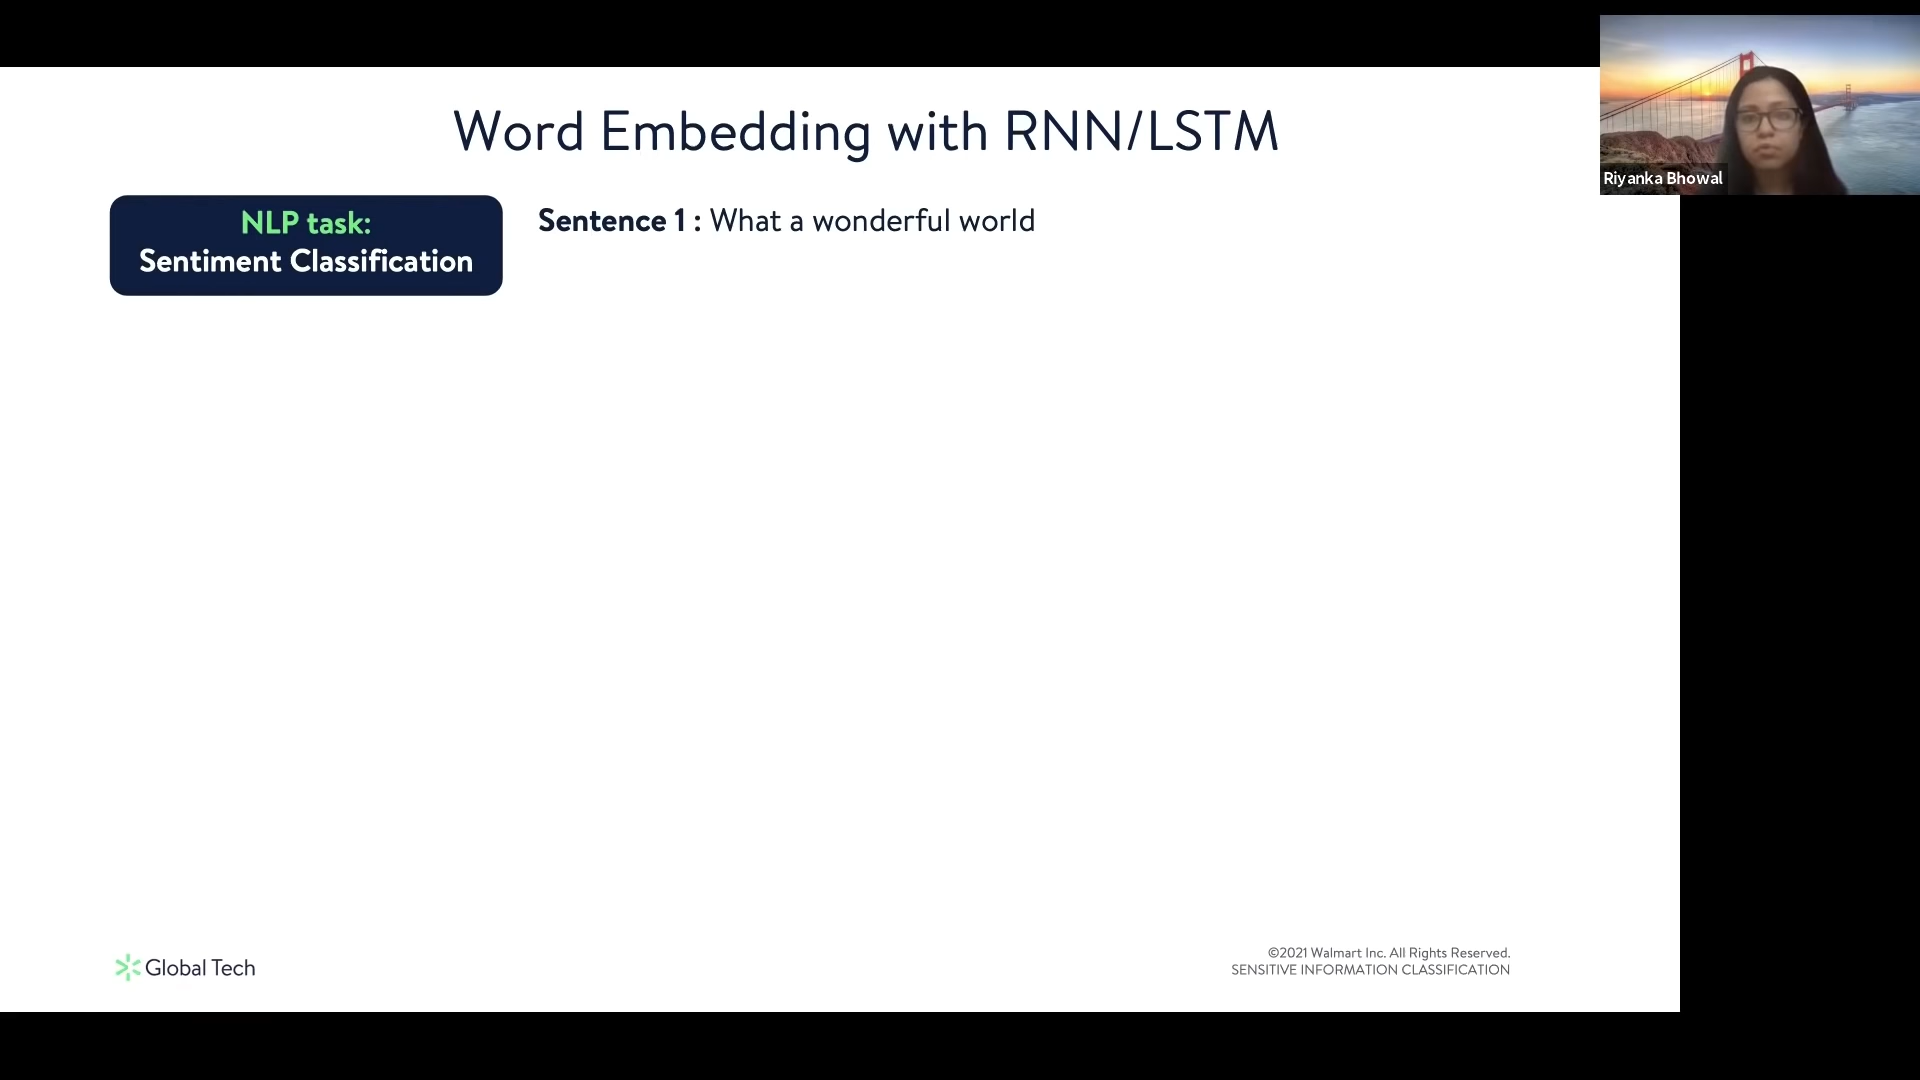 Word Embedding with RNN/LSTM
Riyanka Bhowal
NLP task:
Sentiment Classification
Sentence 1 : What a wonderful world
Global Tech
©2021 Walmart Inc. All Rights Reserved.
SENSITIVE INFORMATION CLASSIFICATION